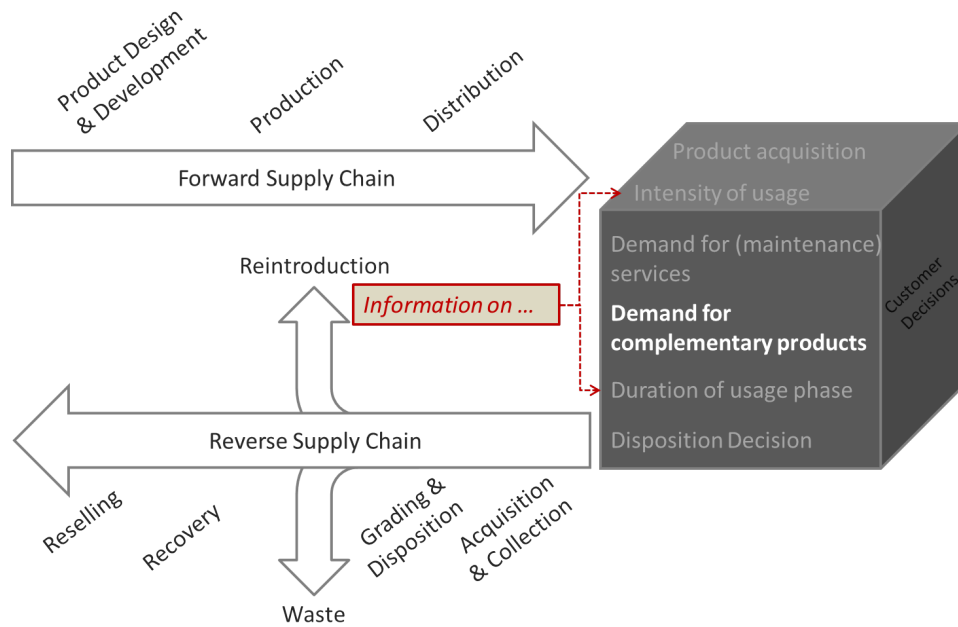 Product Design
& Development
Production
Distribution
Forward Supply Chain
Product acquisition
Intensity of usage
Demand for (maintenance)
services
Customer
Decisions
Reintroduction
Information on ...
Demand for
complementary products
Duration of usage phase
Reverse Supply Chain
Disposition Decision
Reselling
Recovery
Grading &
Disposition
Acquisition
& Collection
Waste